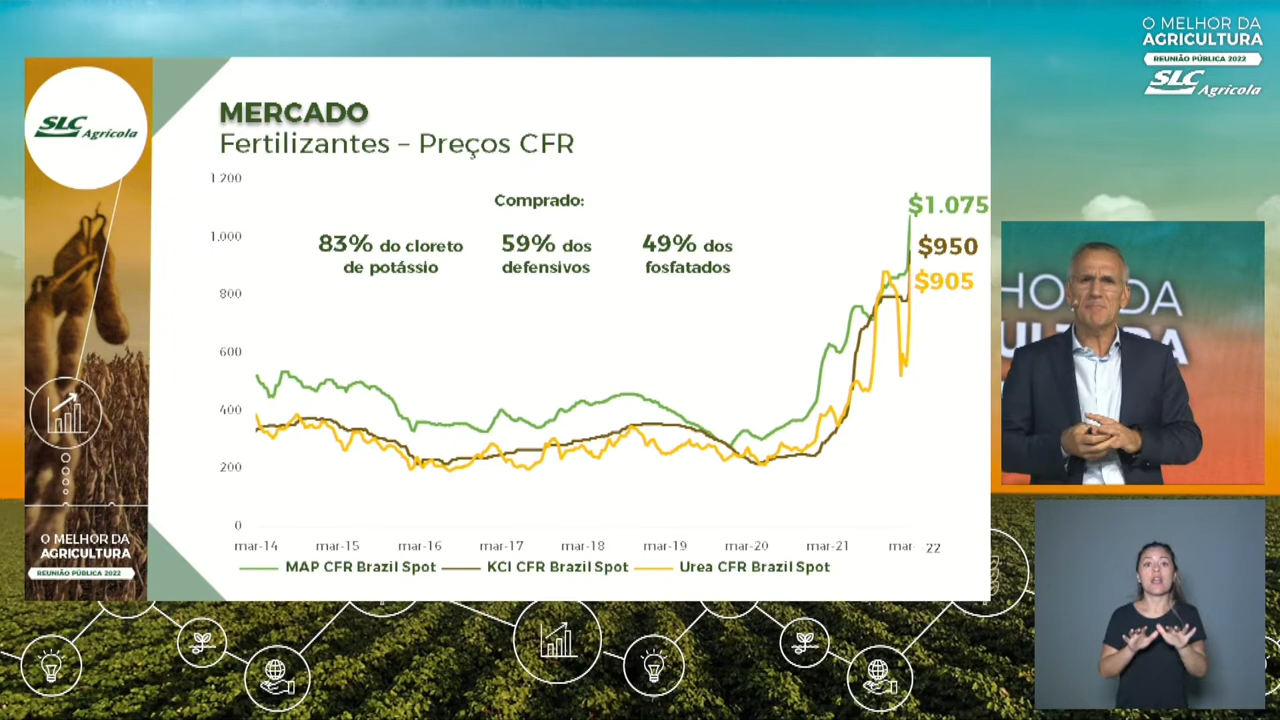 O MELHOR DA
AGRICULTURA
REUNIÃO PÚBLICA 2022
SLC Agrícola
SLC Agrícola
MERCADO
Fertilizantes – Preços CFR
1.200
1.000
800
600
400
200
0
Comprado:
83% do cloreto
de potássio
59% dos
defensivos
49% dos
fosfatados
$1.075
$950
$905
mar-14
mar-15
mar-16
mar-17
mar-18
mar-19
mar-20
mar-21
mar- 22
MAP CFR Brazil Spot
KCI CFR Brazil Spot
Urea CFR Brazil Spot
O MELHOR DA
AGRICULTURA
REUNIÃO PÚBLICA 2022